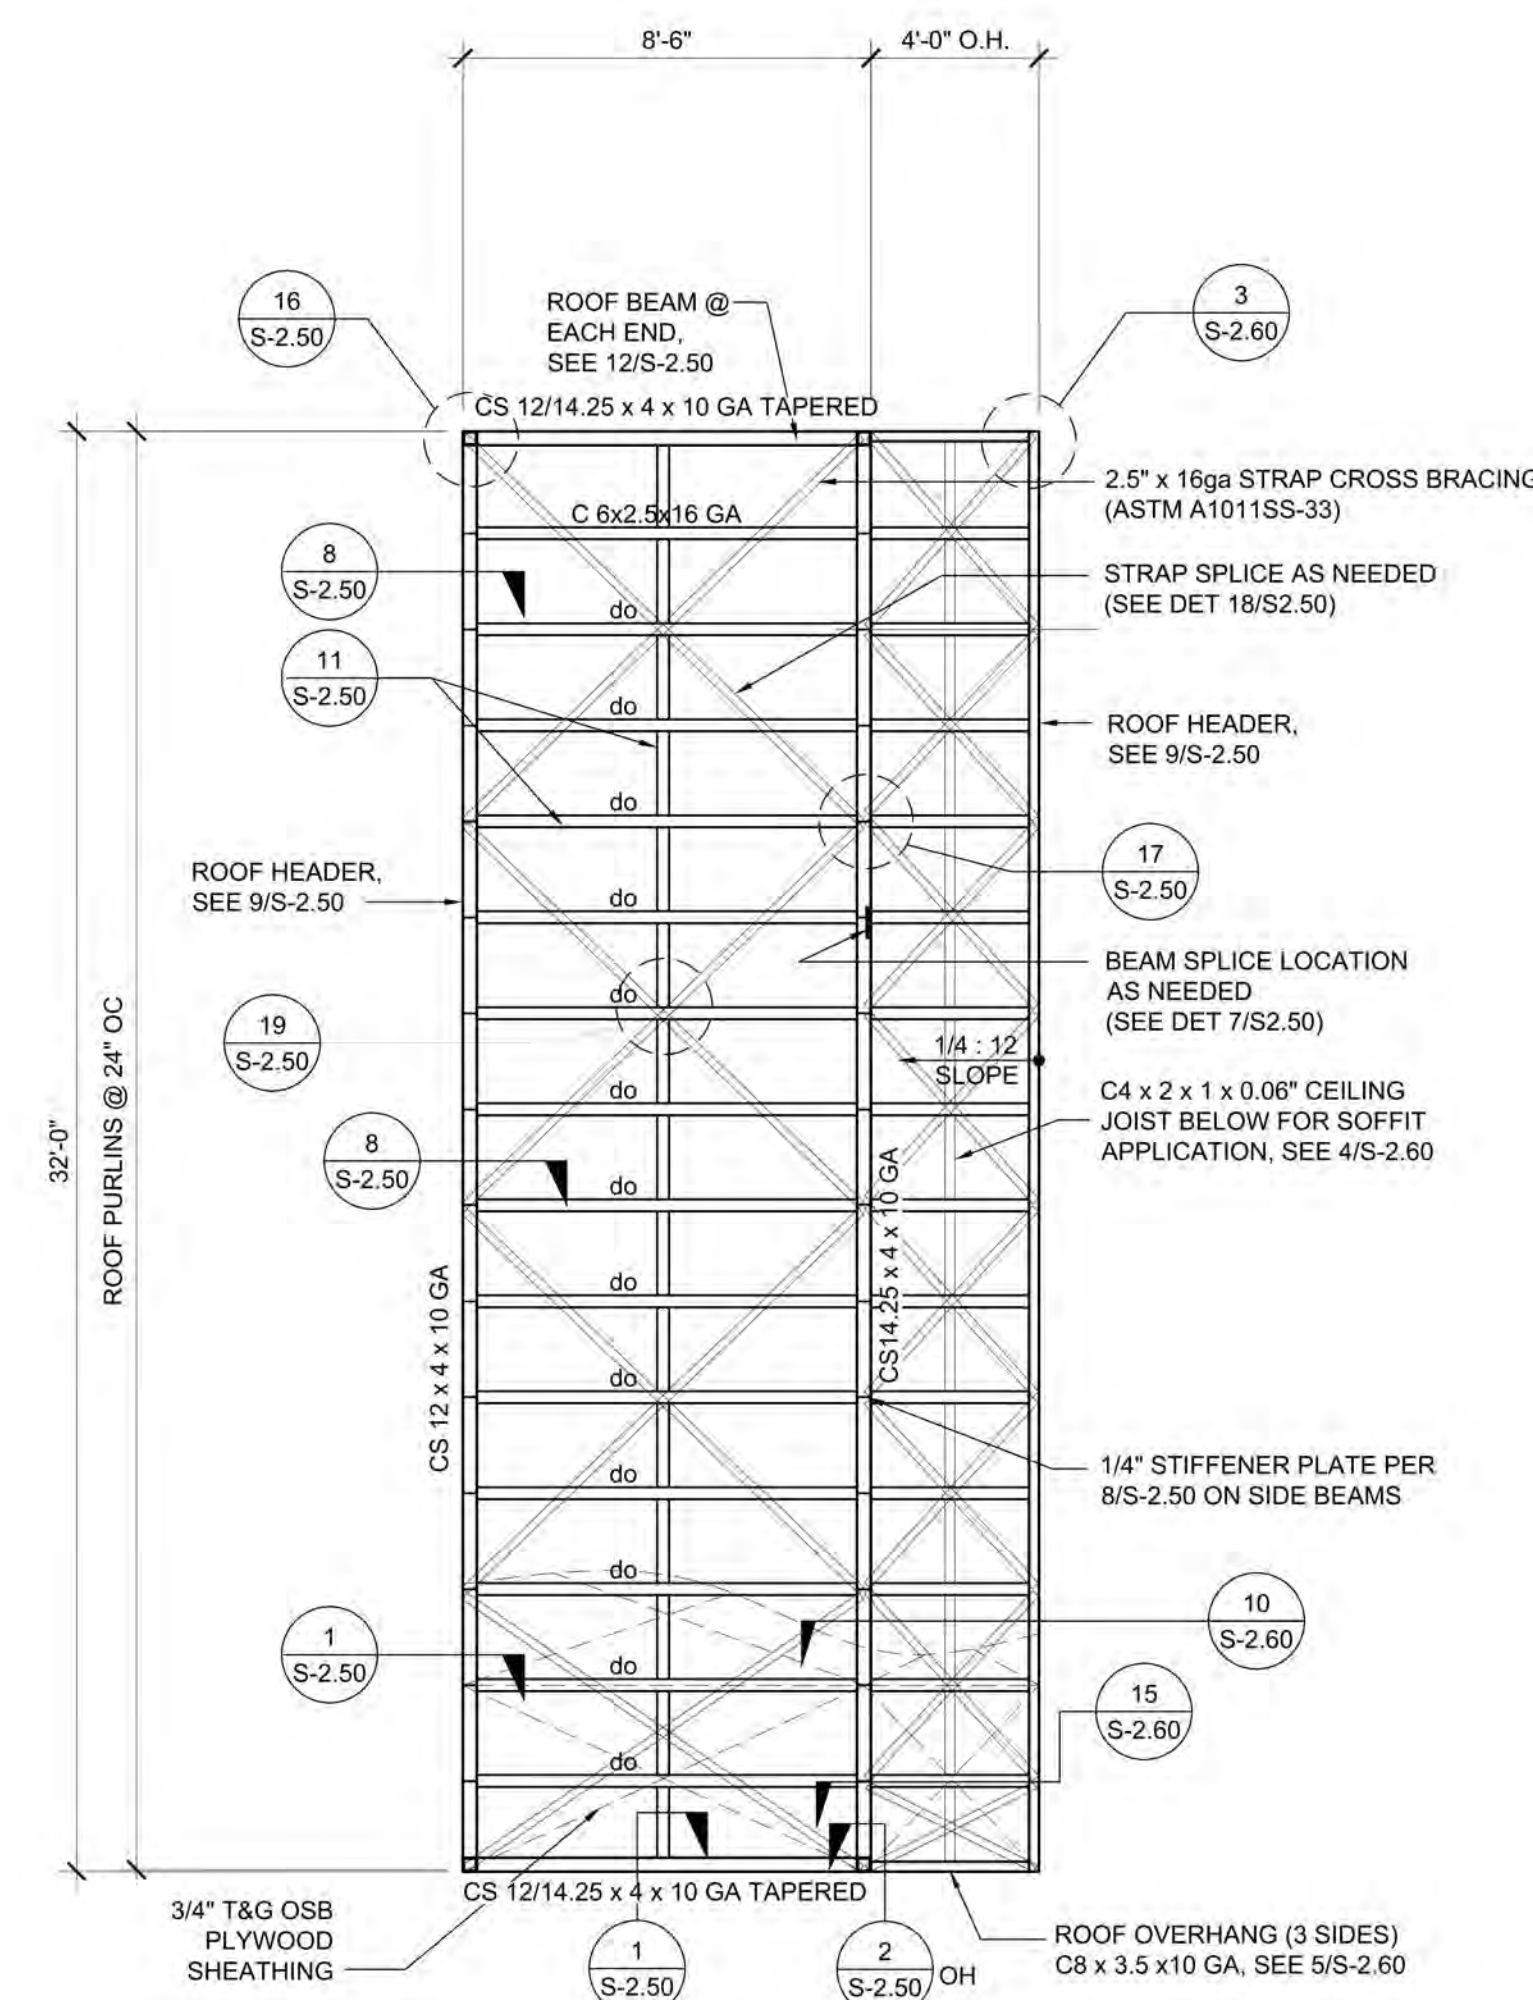 8'-6"
4'-0" O.H.
16
S-2.50
ROOF BEAM @
EACH END,
SEE 12/S-2.50
3
S-2.60
CS 12/14.25 x 4 x 10 GA TAPERED
2.5" x 16ga STRAP CROSS BRACING
(ASTM A1011SS-33)
C 6x2.5x16 GA
8
S-2.50
STRAP SPLICE AS NEEDED
(SEE DET 18/S2.50)
do
11
S-2.50
do
ROOF HEADER,
SEE 9/S-2.50
do
17
S-2.50
ROOF HEADER,
SEE 9/S-2.50
do
BEAM SPLICE LOCATION
AS NEEDED
(SEE DET 7/S2.50)
do
19
S-2.50
1/4 : 12
SLOPE
32'-0"
ROOF PURLINS @ 24" OC
do
C4 x 2 x 1 x 0.06" CEILING
JOIST BELOW FOR SOFFIT
APPLICATION, SEE 4/S-2.60
8
S-2.50
do
CS14.25 x 4 x 10 GA
do
CS 12 x 4 x 10 GA
do
1/4" STIFFENER PLATE PER
8/S-2.50 ON SIDE BEAMS
do
do
10
S-2.60
1
S-2.50
do
15
S-2.60
do
CS 12/14.25 x 4 x 10 GA TAPERED
3/4" T&G OSB
PLYWOOD
SHEATHING
1
S-2.50
2
S-2.50
OH
ROOF OVERHANG (3 SIDES)
C8 x 3.5 x10 GA, SEE 5/S-2.60